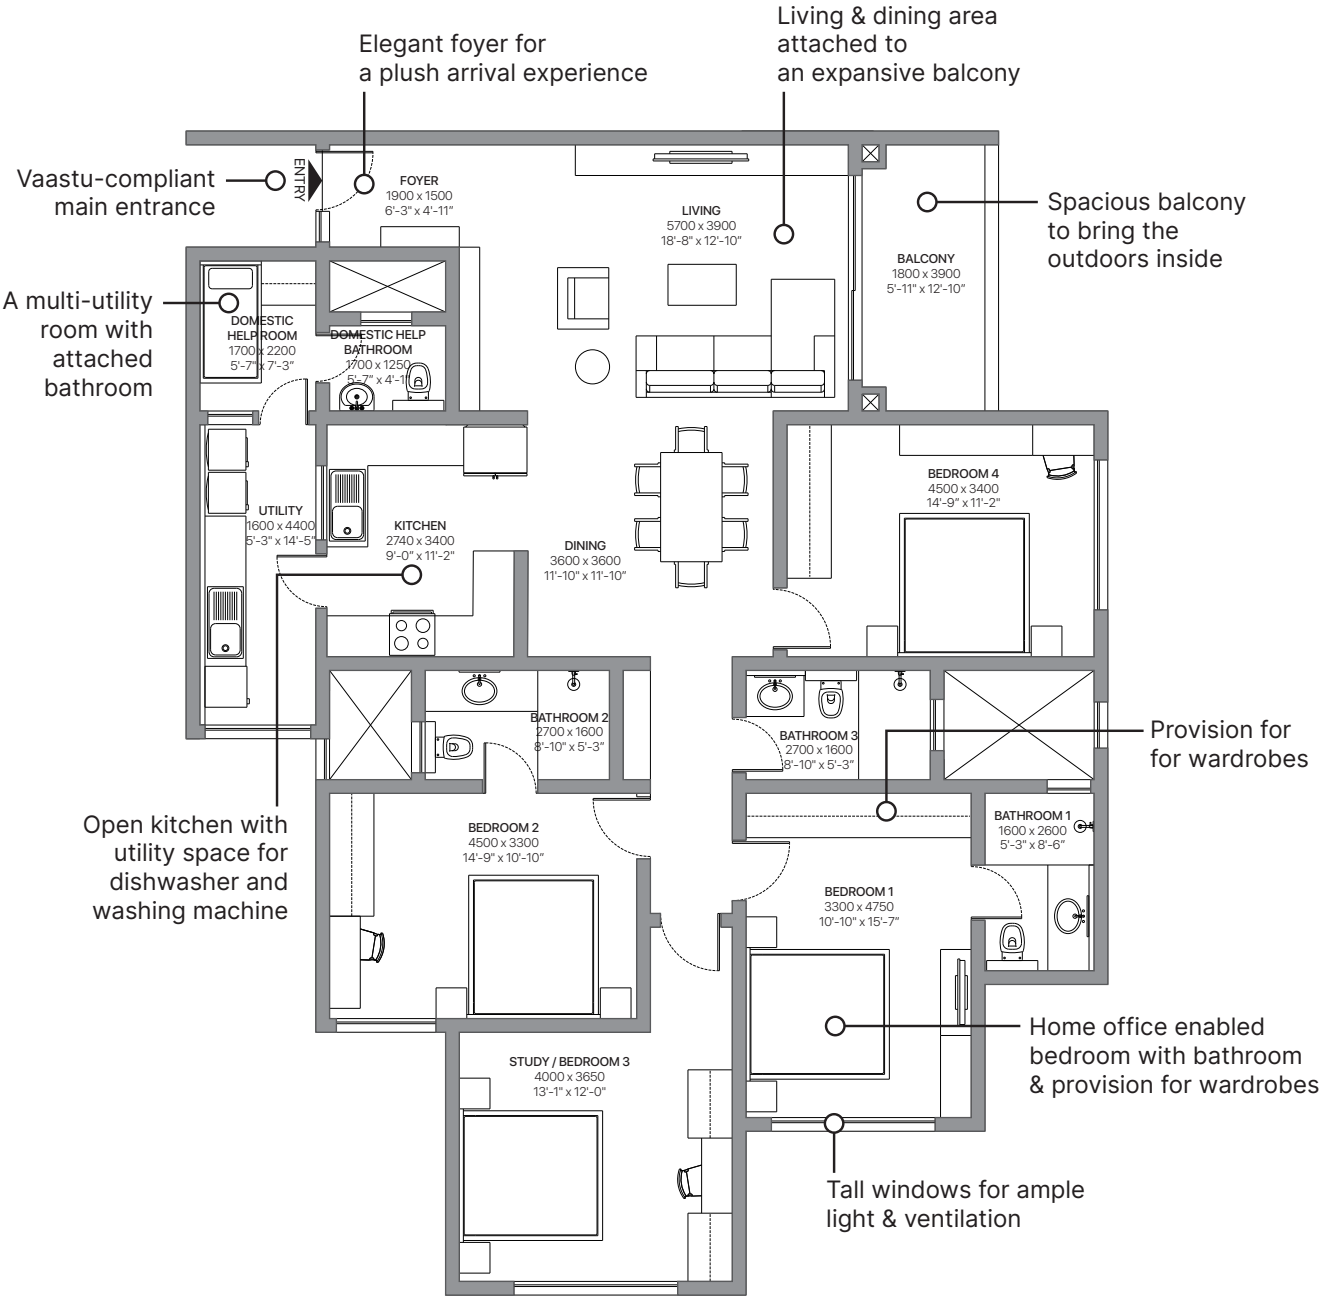 Living & dining area
attached to
an expansive balcony
Elegant foyer for
a plush arrival experience
Vaastu-compliant
main entrance
ENTRY
FOYER
1900 x 1500
6'-3" x 4'-11"
LIVING
5700 x 3900
18'-8" x 12'-10"
Spacious balcony
to bring the
outdoors inside
BALCONY
1800 x 3900
5'-11" x 12'-10"
A multi-utility
room with
attached
bathroom
DOMESTIC
HELP ROOM
1700 x 2200
5'-7" x 7'-3"
DOMESTIC HELP
BATHROOM
1700 x 1250
5'-7" x 4'-1"
BEDROOM 4
4500 x 3400
14'-9" x 11'-2"
UTILITY
1600 x 4400
5'-3" x 14'-5"
KITCHEN
2740 x 3400
9'-0" x 11'-2"
DINING
3600 x 3600
11'-10" x 11'-10"
BATHROOM 2
2700 x 1600
8'-10" x 5'-3"
BATHROOM 3
2700 x 1600
8'-10" x 5'-3"
Provision for
for wardrobes
Open kitchen with
utility space for
dishwasher and
washing machine
BEDROOM 2
4500 x 3300
14'-9" x 10'-10"
BATHROOM 1
1600 x 2600
5'-3" x 8'-6"
BEDROOM 1
3300 x 4750
10'-10" x 15'-7"
Home office enabled
bedroom with bathroom
& provision for wardrobes
STUDY / BEDROOM 3
4000 x 3650
13'-1" x 12'-0"
Tall windows for ample
light & ventilation